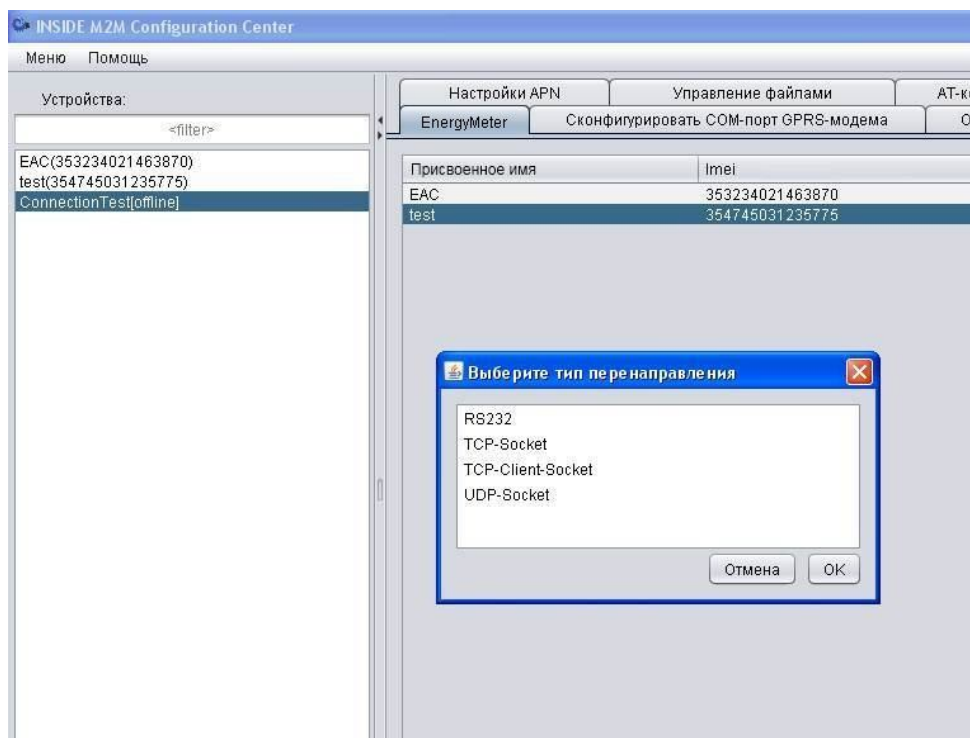 INSIDE M2M Configuration Center
Меню Помощь
Устройства:
<filter>
EAC(353234021463870)
test(354745031235775)
ConnectionTest[offline]
Настройки APN Управление файлами
EnergyMeter Сконфигурировать COM-порт GPRS-модема
Присвоенное имя Imei
EAC 353234021463870
test 354745031235775
Выберите тип перенаправления
RS232
TCP-Socket
TCP-Client-Socket
UDP-Socket
Отмена OK